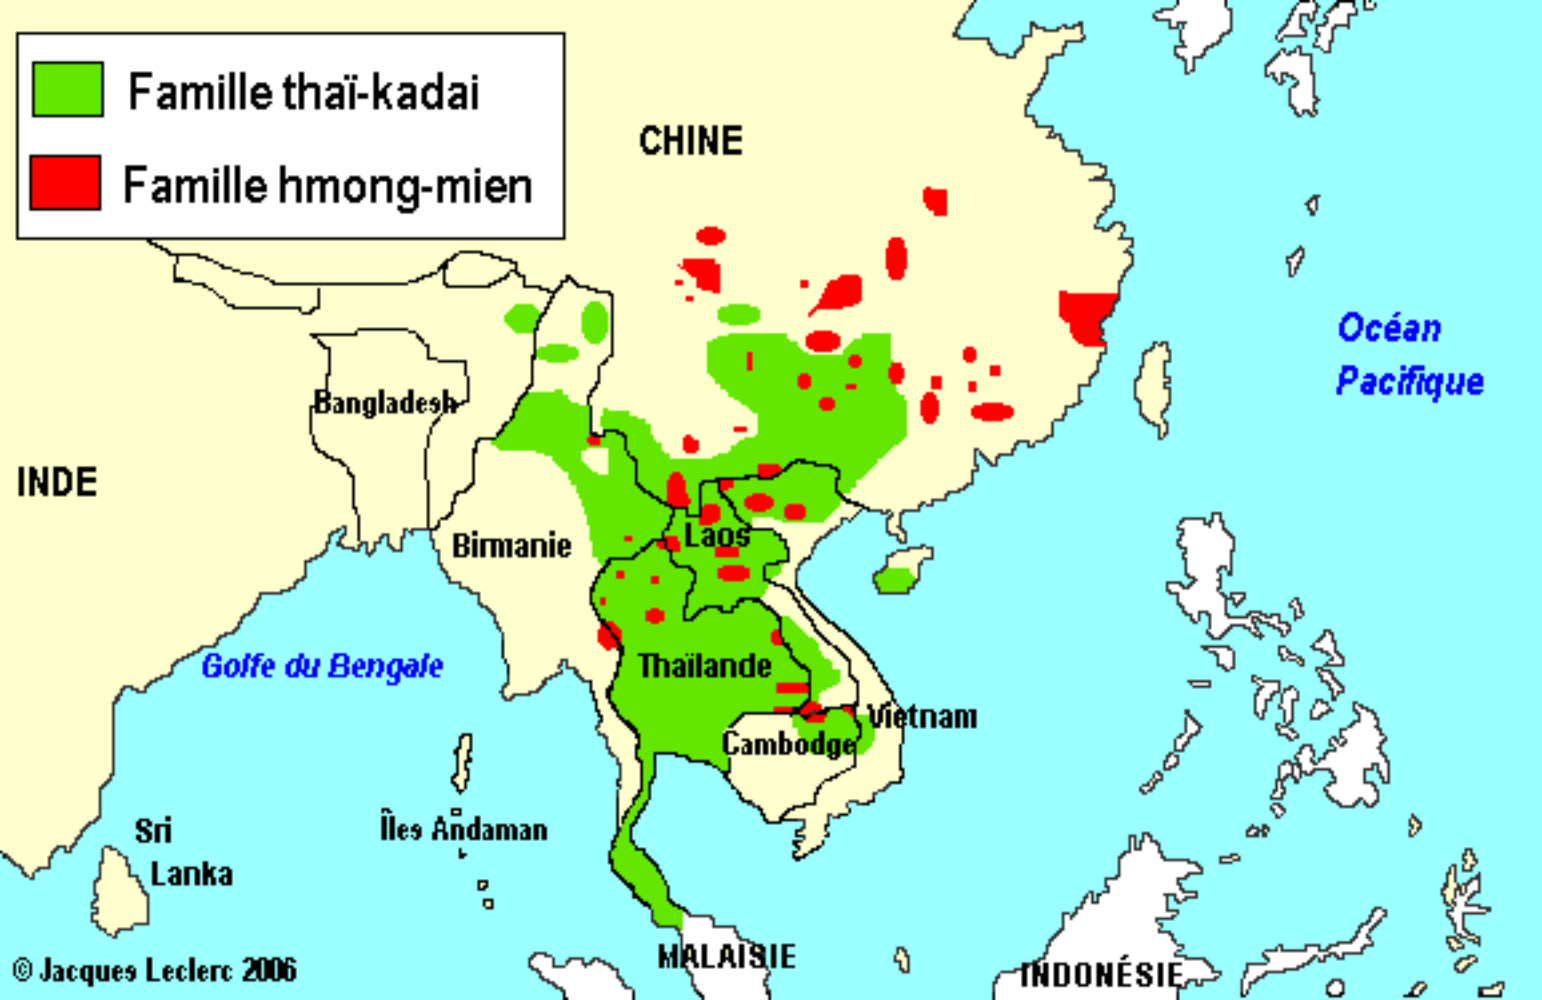 Famille thaï-kadai
Famille hmong-mien
CHINE
Océan
Pacifique
Bangladesh
INDE
Birmanie
Laos
Golfe du Bengale
Thaïlande
Vietnam
Cambodge
Îles Andaman
Sri
Lanka
MALAISIE
INDONÉSIE
© Jacques Leclerc 2006